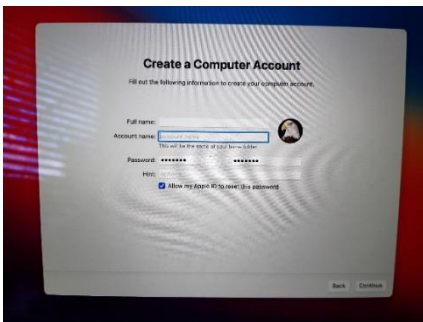 Create a Computer Account
Fill out the following information to create your computer account.
Full name:
Account name:
This will be the name of your home folder.
Password: ••••••• •••••••
Hint:
Allow my Apple ID to reset this password
Back Continue